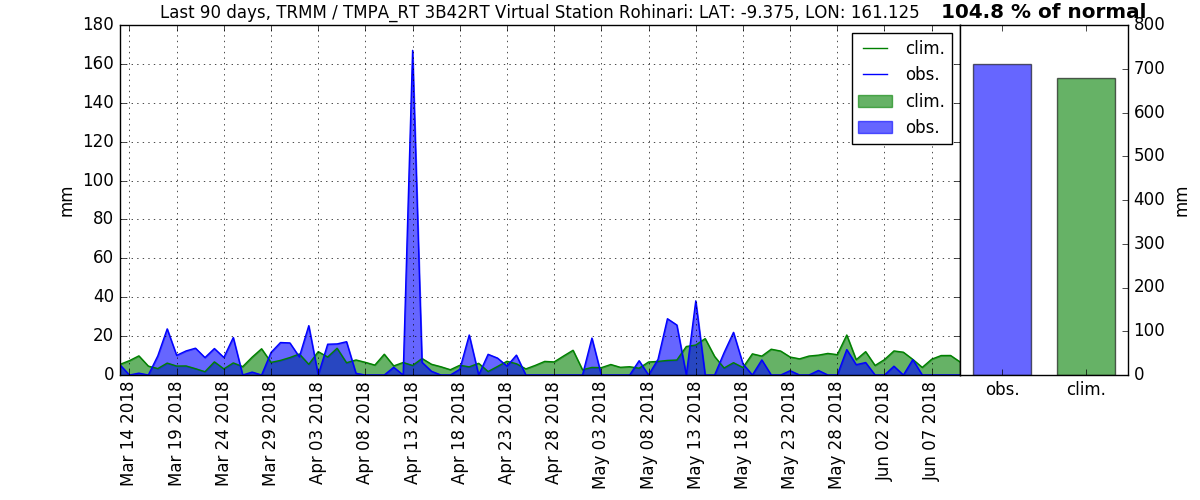 Last 90 days, TRMM / TMPA_RT 3B42RT Virtual Station Rohinari: LAT: -9.375, LON: 161.125
104.8 % of normal
180
160
140
120
100
80
60
40
20
0
mm
clim.
obs.
clim.
obs.
Mar 14 2018
Mar 19 2018
Mar 24 2018
Mar 29 2018
Apr 03 2018
Apr 08 2018
Apr 13 2018
Apr 18 2018
Apr 23 2018
Apr 28 2018
May 03 2018
May 08 2018
May 13 2018
May 18 2018
May 23 2018
May 28 2018
Jun 02 2018
Jun 07 2018
800
700
600
500
400
300
200
100
0
mm
obs.
clim.